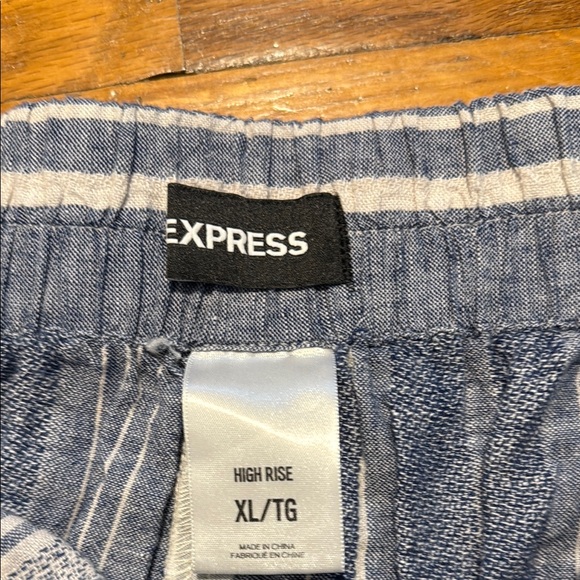 EXPRESS
HIGH RISE
XL/TG
MADE IN CHINA
FABRIQUÉ EN CHINE